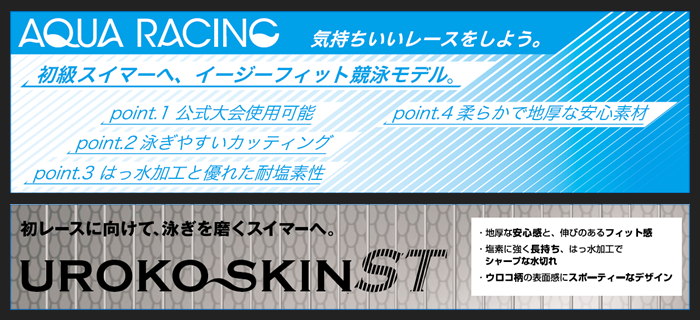 AQUA RACING
気持ちいいレースをしよう。
初級スイマーへ、イージーフィット競泳モデル。
point.1 公式大会使用可能
point.4 柔らかで地厚な安心素材
point.2 泳ぎやすいカッティング
point.3 はっ水加工と優れた耐塩素性
初レースに向けて、泳ぎを磨くスイマーへ。
UROKO-SKIN ST
・地厚な安心感と、伸びのあるフィット感
・塩素に強く長持ち、はっ水加工で
シャープな水切れ
・ウロコ柄の表面感にスポーティーなデザイン